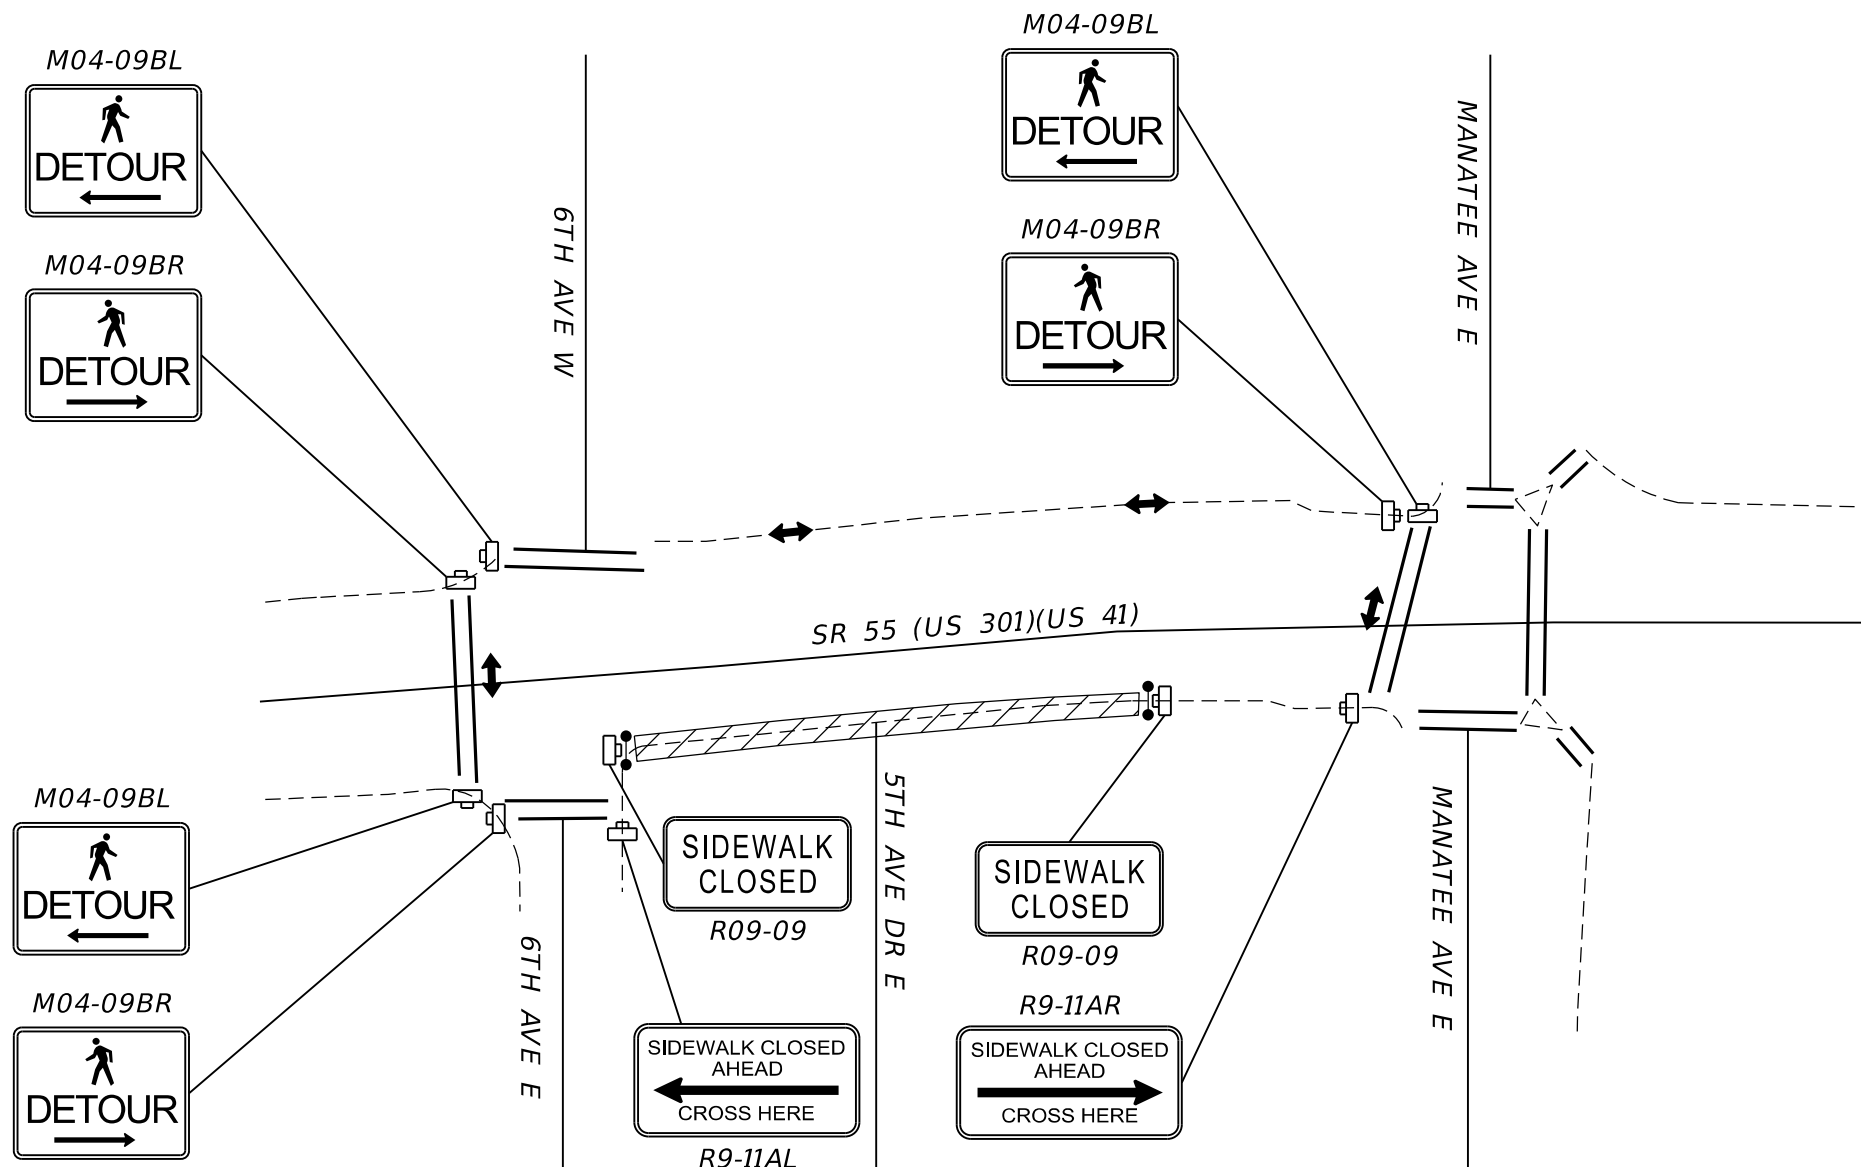 M04-09BL
DETOUR
M04-09BR
DETOUR
6TH AVE W
M04-09BL
DETOUR
M04-09BR
DETOUR
MANATEE AVE E
SR 55 (US 301)(US 41)
M04-09BL
DETOUR
M04-09BR
DETOUR
6TH AVE E
SIDEWALK
CLOSED
R09-09
SIDEWALK CLOSED
AHEAD
CROSS HERE
R9-11AL
5TH AVE DR E
SIDEWALK
CLOSED
R09-09
R9-11AR
SIDEWALK CLOSED
AHEAD
CROSS HERE
MANATEE AVE E